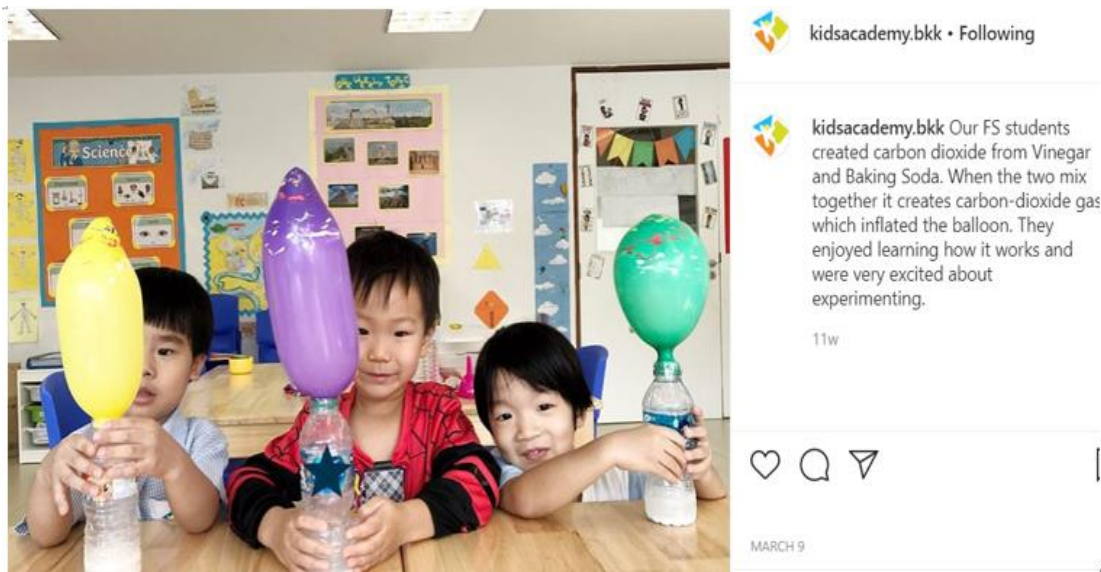 Science
kidsacademy.bkk • Following
kidsacademy.bkk Our FS students
created carbon dioxide from Vinegar
and Baking Soda. When the two mix
together it creates carbon-dioxide gas
which inflated the balloon. They
enjoyed learning how it works and
were very excited about
experimenting.
11w
MARCH 9